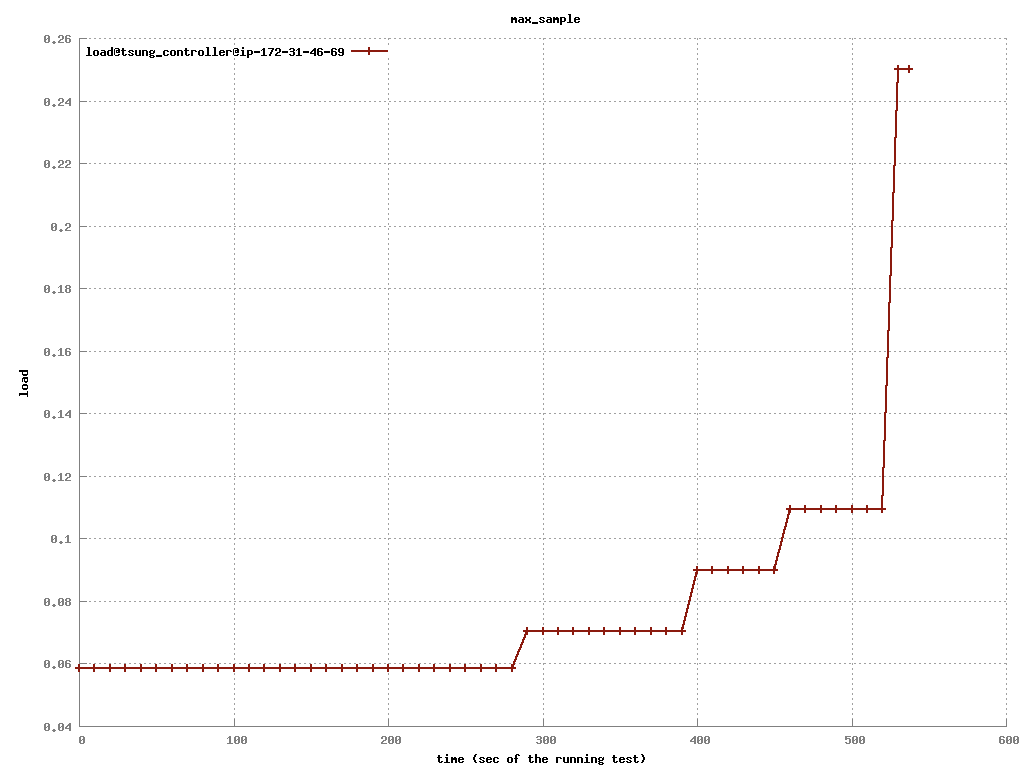 max_sample
load@tsung_controller@ip-172-31-46-69
0.26
0.24
0.22
0.2
0.18
0.16
0.14
0.12
0.1
0.08
0.06
0.04
load
0 100 200 300 400 500 600
time (sec of the running test)